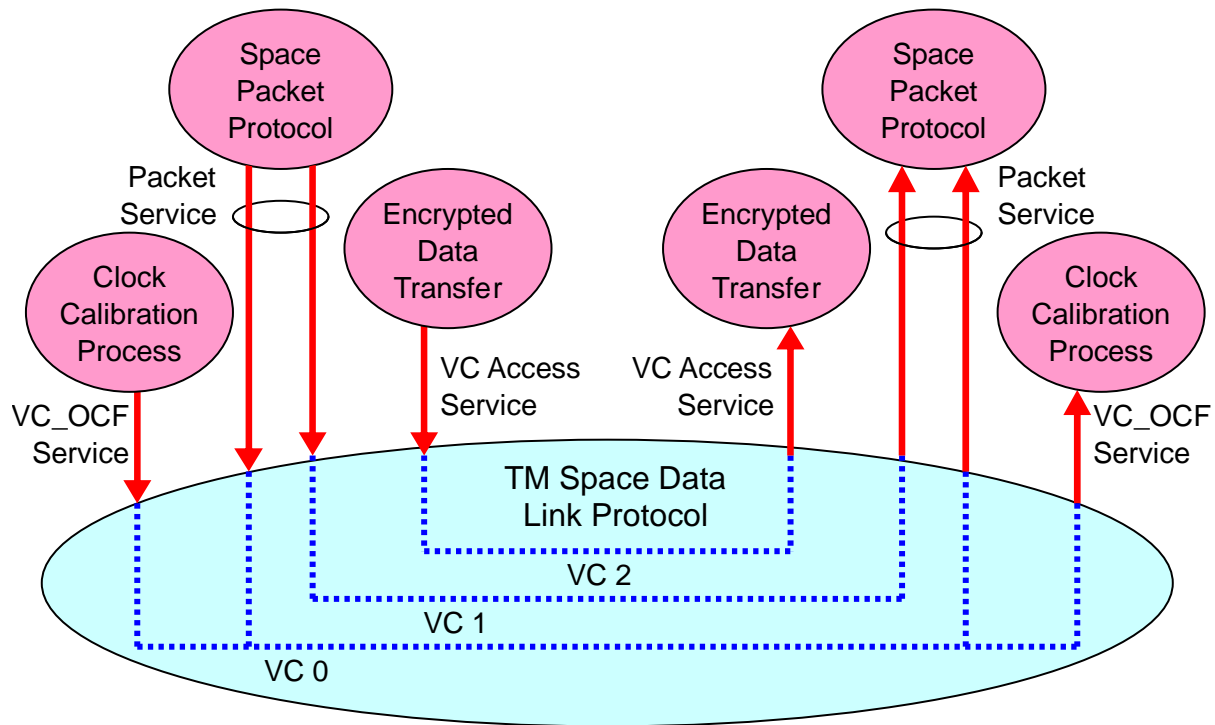 Space
Packet
Protocol
Space
Packet
Protocol
Packet
Service
Packet
Service
Encrypted
Data
Transfer
Encrypted
Data
Transfer
Clock
Calibration
Process
Clock
Calibration
Process
VC Access
Service
VC Access
Service
VC_OCF
Service
VC_OCF
Service
TM Space Data
Link Protocol
VC 2
VC 1
VC 0